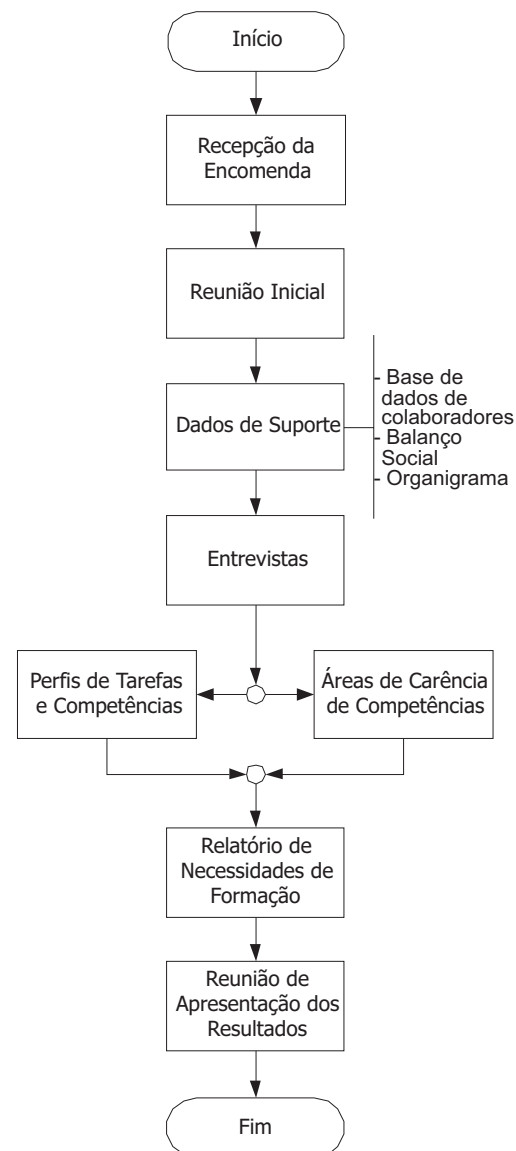 Início
Recepção da
Encomenda
Reunião Inicial
Dados de Suporte
- Base de
dados de
colaboradores
- Balanço
Social
- Organigrama
Entrevistas
Perfis de Tarefas
e Competências
Áreas de Carência
de Competências
Relatório de
Necessidades de
Formação
Reunião de
Apresentação dos
Resultados
Fim